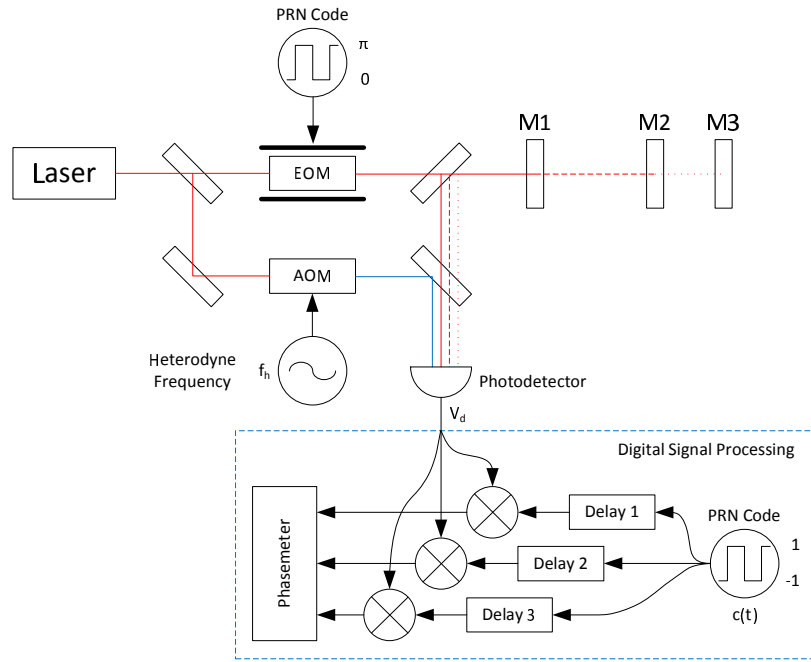 PRN Code
π
0
M1
M2
M3
Laser
EOM
AOM
Heterodyne
Frequency
f_h
Photodetector
V_d
Digital Signal Processing
Delay 1
PRN Code
1
Phasemeter
Delay 2
-1
Delay 3
c(t)